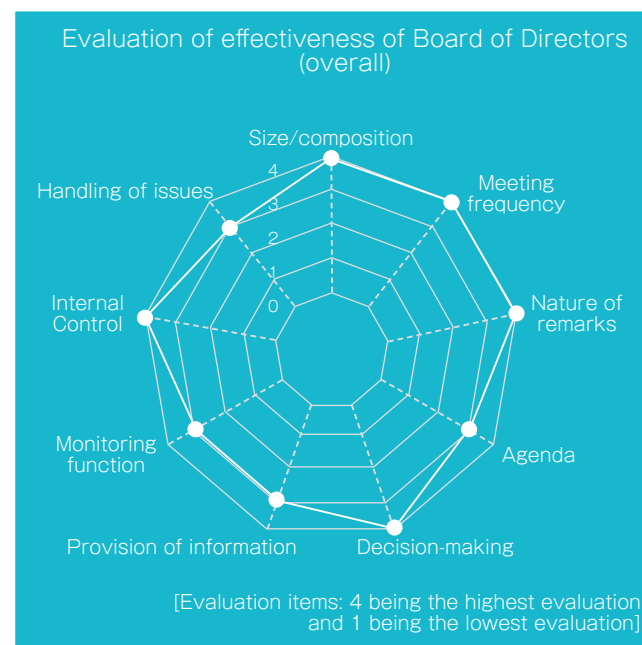 Evaluation of effectiveness of Board of Directors
(overall)
Size/composition
4
Meeting
frequency
Handling of issues
3
2
1
0
Internal
Control
Nature of
remarks
Monitoring
function
Agenda
Provision of information
Decision-making
[Evaluation items: 4 being the highest evaluation
and 1 being the lowest evaluation]